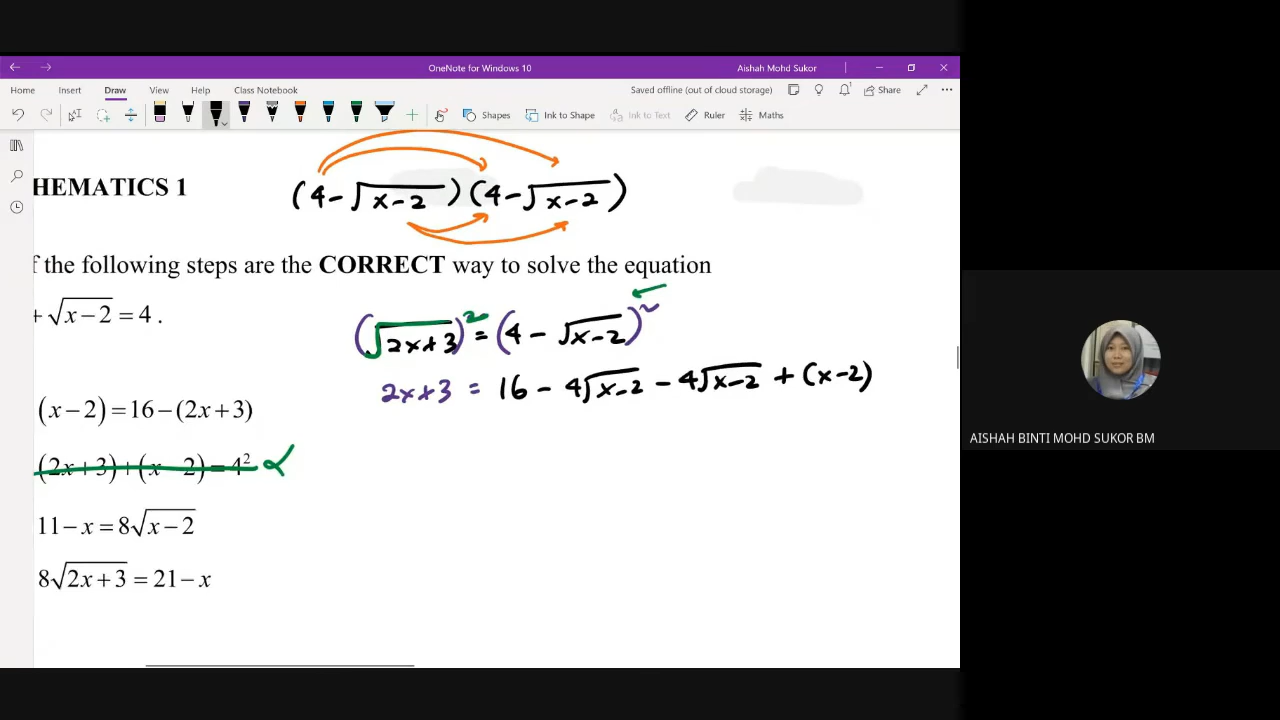 OneNote for Windows 10
Aishah Mohd Sukor
Home Insert Draw View Help Class Notebook
Saved offline (out of cloud storage)
Share
Shapes
Ink to Shape
Ink to Text
Ruler
Maths
HEMATICS 1
(4-√(x-2))(4-√(x-2))
f the following steps are the CORRECT way to solve the equation
+ √(x−2) = 4 .
(√(2x+3))² = (4 - √(x-2))²
2x+3 = 16 - 4√(x-2) - 4√(x-2) + (x-2)
(x−2)=16−(2x+3)
(2x+3)+(x−2)=4²
11−x=8√(x−2)
8√(2x+3)=21−x
AISHAH BINTI MOHD SUKOR BM